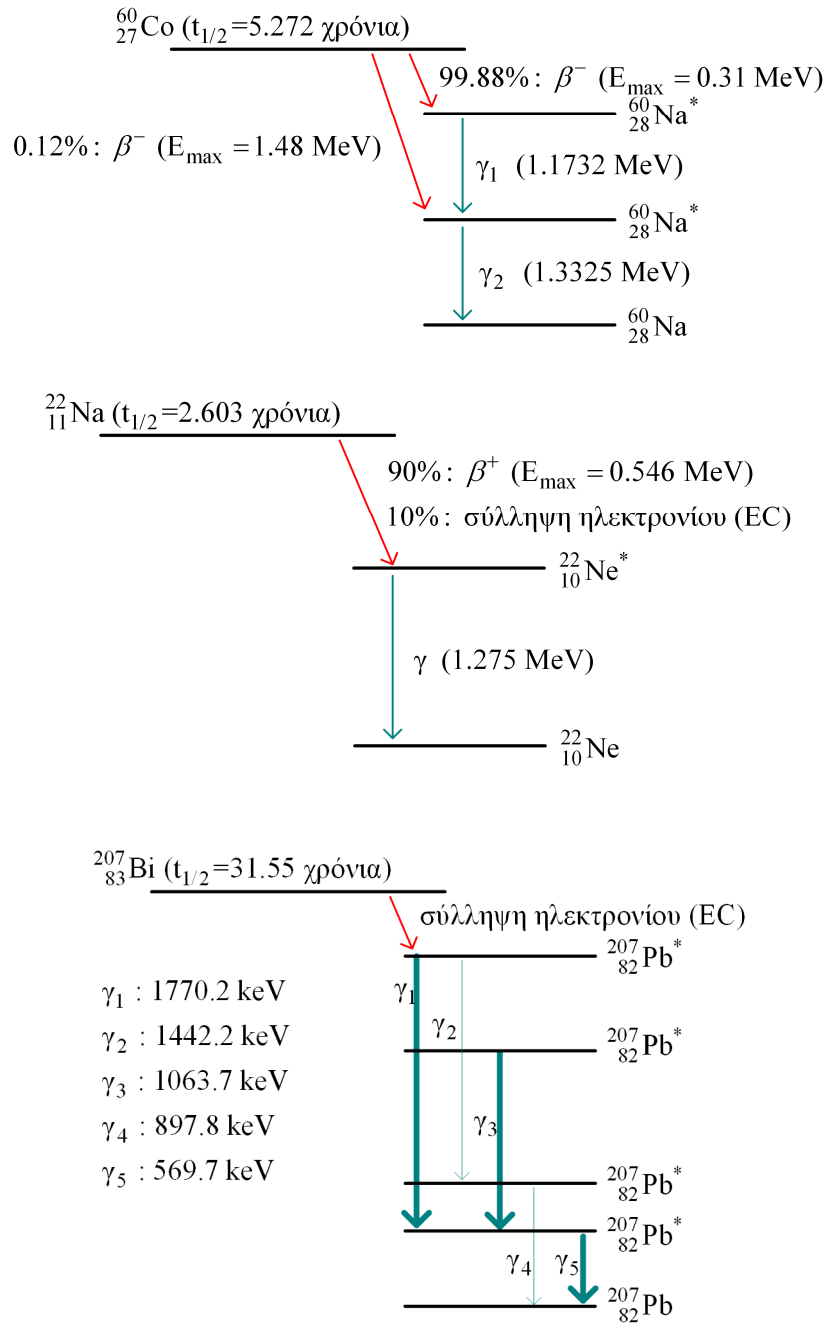 ⁶⁰₂₇Co (t₁/₂=5.272 χρόνια)
99.88% : β⁻ (Eₘₐₓ = 0.31 MeV)
⁶⁰₂₈Na*
0.12% : β⁻ (Eₘₐₓ = 1.48 MeV)
γ₁ (1.1732 MeV)
⁶⁰₂₈Na*
γ₂ (1.3325 MeV)
⁶⁰₂₈Na
²²₁₁Na (t₁/₂=2.603 χρόνια)
90% : β⁺ (Eₘₐₓ = 0.546 MeV)
10% : σύλληψη ηλεκτρονίου (EC)
²²₁₀Ne*
γ (1.275 MeV)
²²₁₀Ne
²⁰⁷₈₃Bi (t₁/₂=31.55 χρόνια)
σύλληψη ηλεκτρονίου (EC)
²⁰⁷₈₂Pb*
γ₁ : 1770.2 keV
γ₁
γ₂
γ₂ : 1442.2 keV
²⁰⁷₈₂Pb*
γ₃ : 1063.7 keV
γ₄ : 897.8 keV
γ₃
γ₅ : 569.7 keV
²⁰⁷₈₂Pb*
²⁰⁷₈₂Pb*
γ₄
γ₅
²⁰⁷₈₂Pb